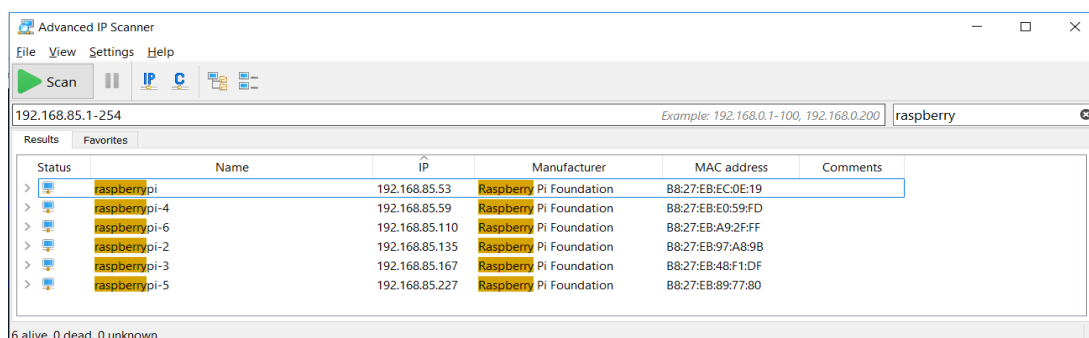 Advanced IP Scanner
File View Settings Help
Scan IP C
192.168.85.1-254 Example: 192.168.0.1-100, 192.168.0.200 raspberry
Results Favorites
Status Name IP Manufacturer MAC address Comments
raspberrypi 192.168.85.53 Raspberry Pi Foundation B8:27:EB:EC:0E:19
raspberrypi-4 192.168.85.59 Raspberry Pi Foundation B8:27:EB:E0:59:FD
raspberrypi-6 192.168.85.110 Raspberry Pi Foundation B8:27:EB:A9:2F:FF
raspberrypi-2 192.168.85.135 Raspberry Pi Foundation B8:27:EB:97:A8:9B
raspberrypi-3 192.168.85.167 Raspberry Pi Foundation B8:27:EB:48:F1:DF
raspberrypi-5 192.168.85.227 Raspberry Pi Foundation B8:27:EB:89:77:80
6 alive, 0 dead, 0 unknown